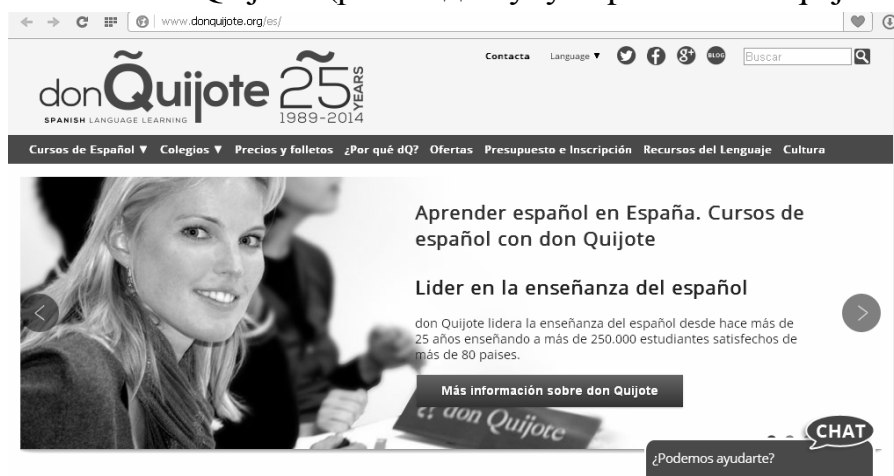 www.donquijote.org/es/
Contacta Language ▼ BLOG Buscar
donQuijote 25 YEARS
SPANISH LANGUAGE LEARNING 1989-2014
Cursos de Español ▼ Colegios ▼ Precios y folletos ¿Por qué dQ? Ofertas Presupuesto e Inscripción Recursos del Lenguaje Cultura
Aprender español en España. Cursos de
español con don Quijote
Lider en la enseñanza del español
don Quijote lidera la enseñanza del español desde hace más de
25 años enseñando a más de 250.000 estudiantes satisfechos de
más de 80 paises.
Más información sobre don Quijote
don Quijote
CHAT
¿Podemos ayudarte?